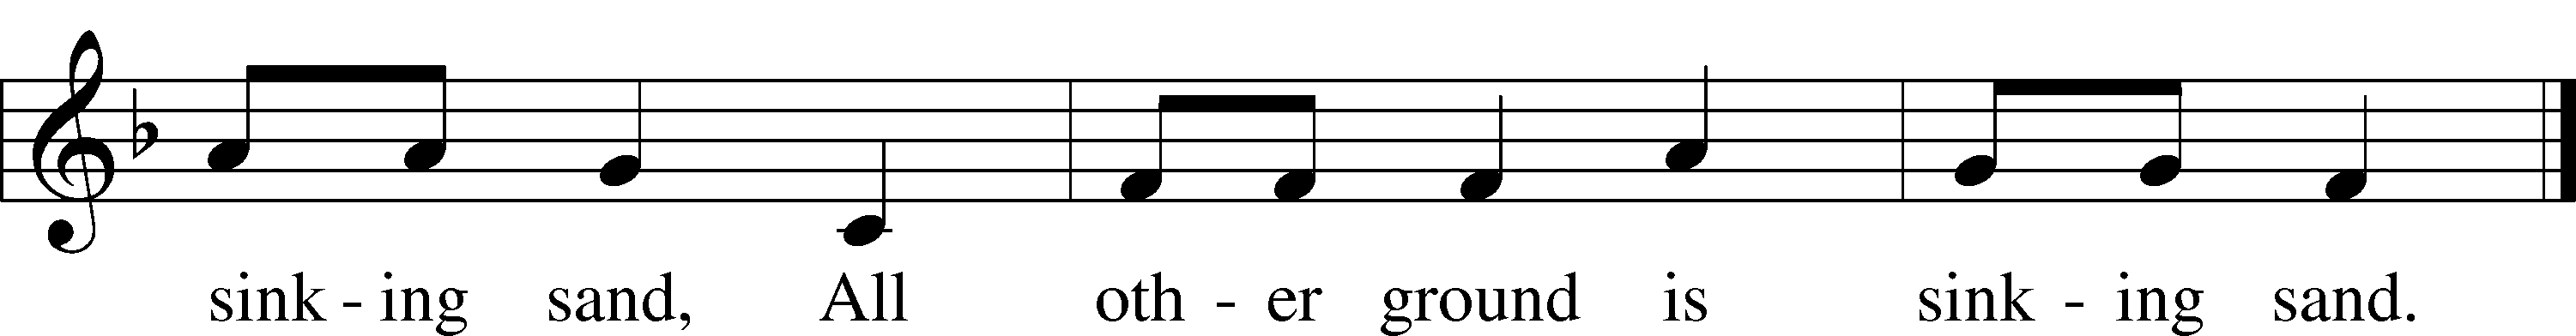 sink - ing sand, All oth - er ground is sink - ing sand.